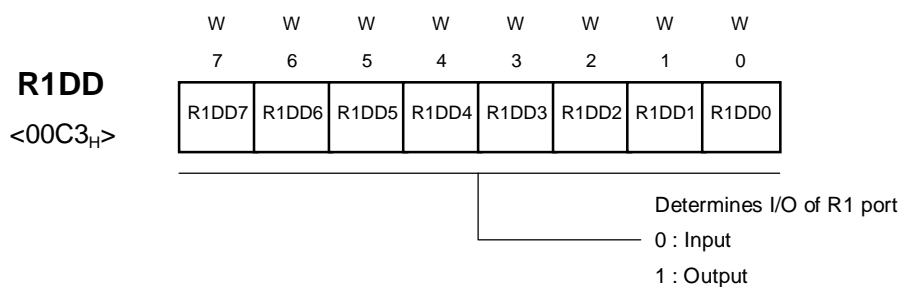 W W W W W W W W
7 6 5 4 3 2 1 0
R1DD
R1DD7 R1DD6 R1DD5 R1DD4 R1DD3 R1DD2 R1DD1 R1DD0
<00C3H>
Determines I/O of R1 port
0 : Input
1 : Output